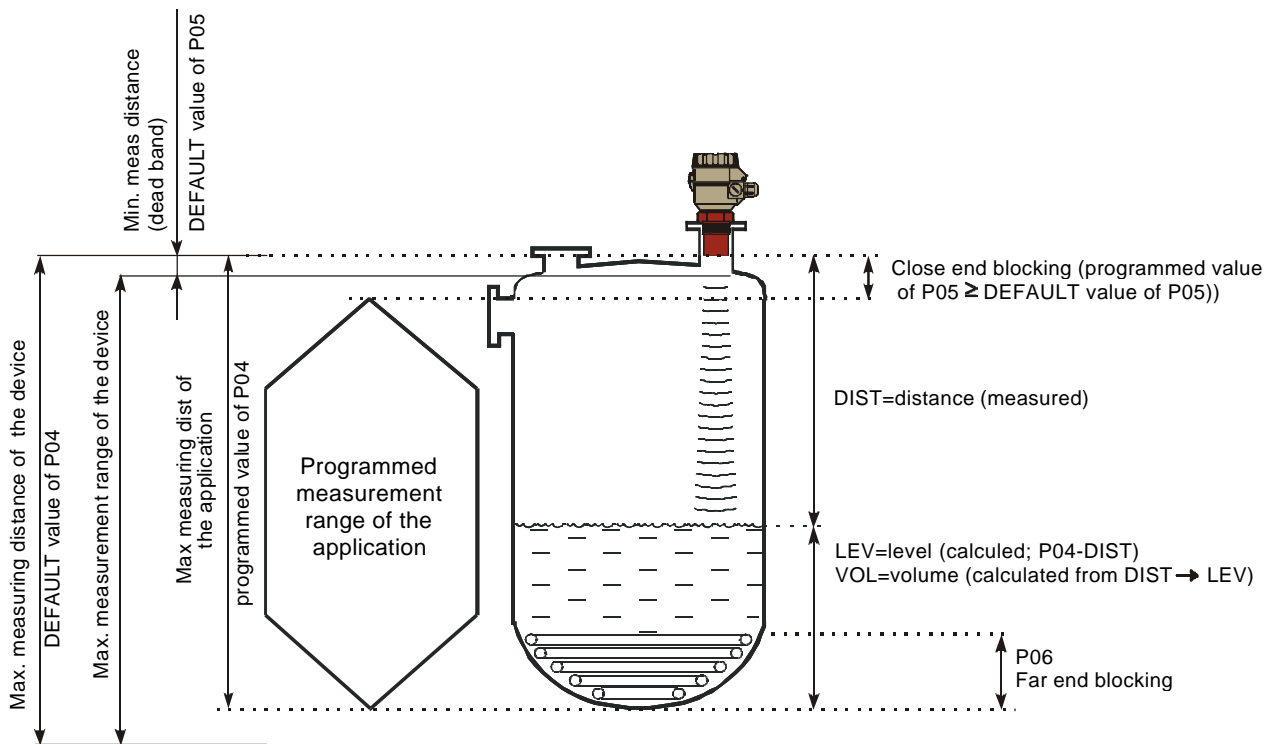 Min. meas distance
(dead band)
DEFAULT value of P05
Max. measuring distance of the device
DEFAULT value of P04
Max. measurement range of the device
Max measuring dist of
the application
programmed value of P04
Programmed
measurement
range of the
application
Close end blocking (programmed value
of P05 ≥ DEFAULT value of P05))
DIST=distance (measured)
LEV=level (calculed; P04-DIST)
VOL=volume (calculated from DIST → LEV)
P06
Far end blocking